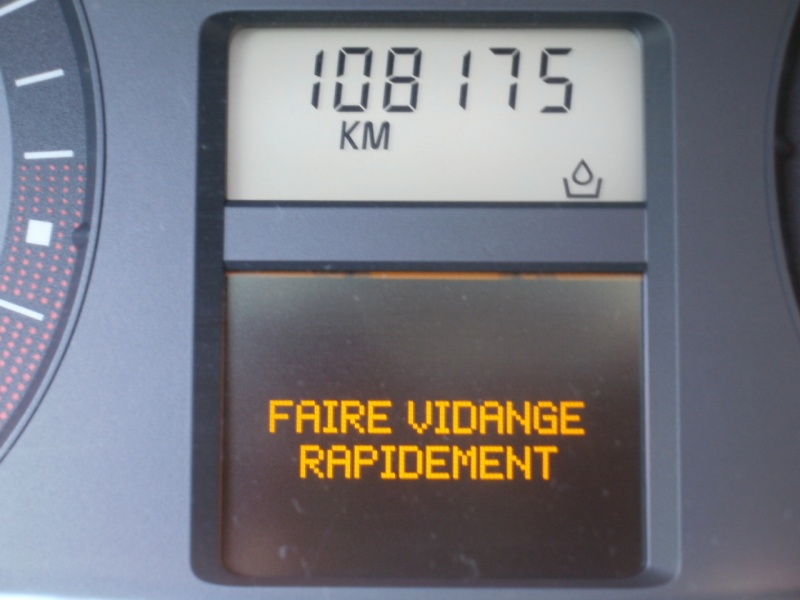 108175
KM
FAIRE VIDANGE
RAPIDEMENT